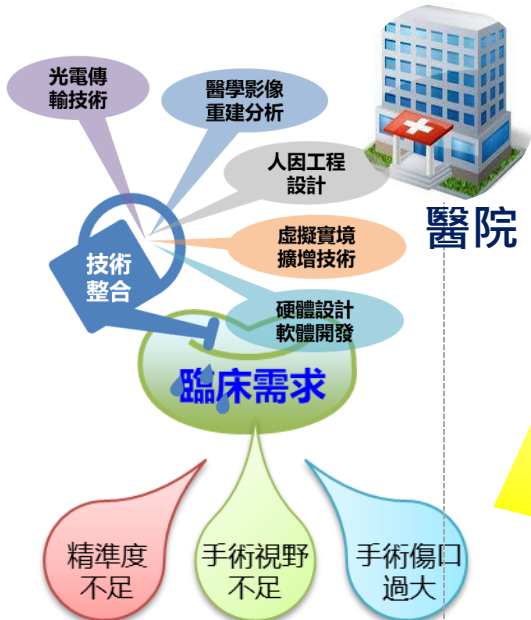 光電傳
輸技術
醫學影像
重建分析
人因工程
設計
醫院
虛擬實境
擴增技術
技術
整合
硬體設計
軟體開發
臨床需求
精準度
不足
手術視野
不足
手術傷口
過大